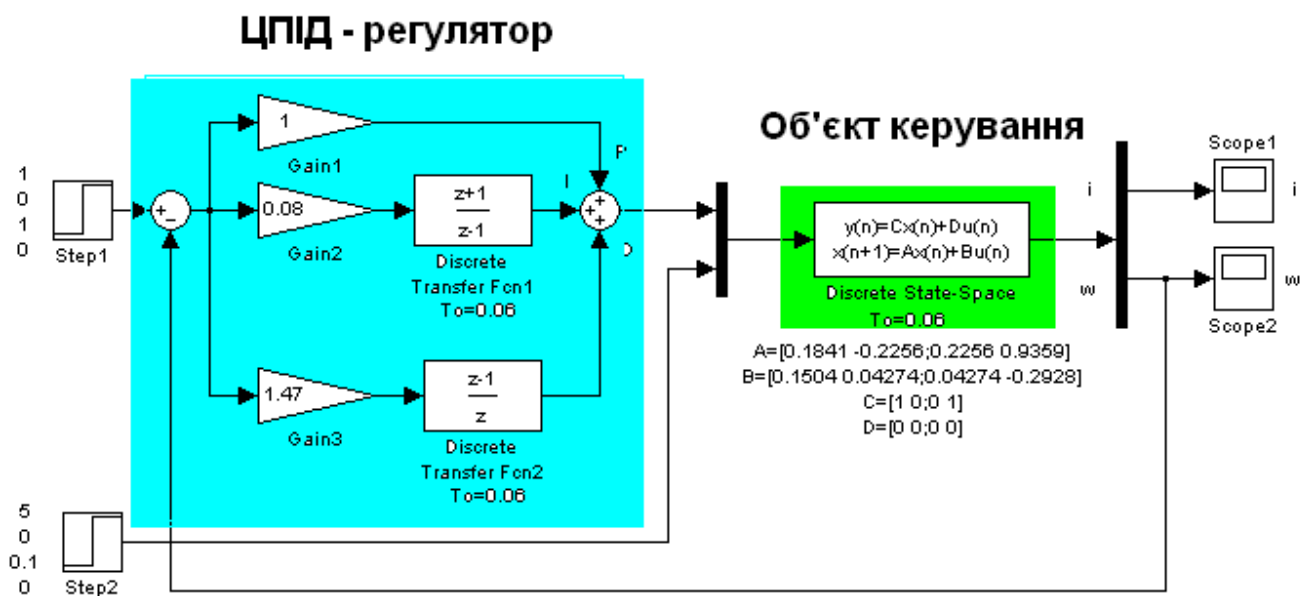 ЦПІД - регулятор
Об'єкт керування
1
0
1
0
Step1
+
-
1
Gain1
0.08
Gain2
z+1
z-1
Discrete
Transfer Fcn1
To=0.06
1.47
Gain3
z-1
z
Discrete
Transfer Fcn2
To=0.06
P
I
D
+
+
+
y(n)=Cx(n)+Du(n)
x(n+1)=Ax(n)+Bu(n)
Discrete State-Space
To=0.06
A=[0.1841 -0.2256;0.2256 0.9359]
B=[0.1504 0.04274;0.04274 -0.2928]
C=[1 0;0 1]
D=[0 0;0 0]
i
w
Scope1
i
w
Scope2
5
0
0.10
0
Step2